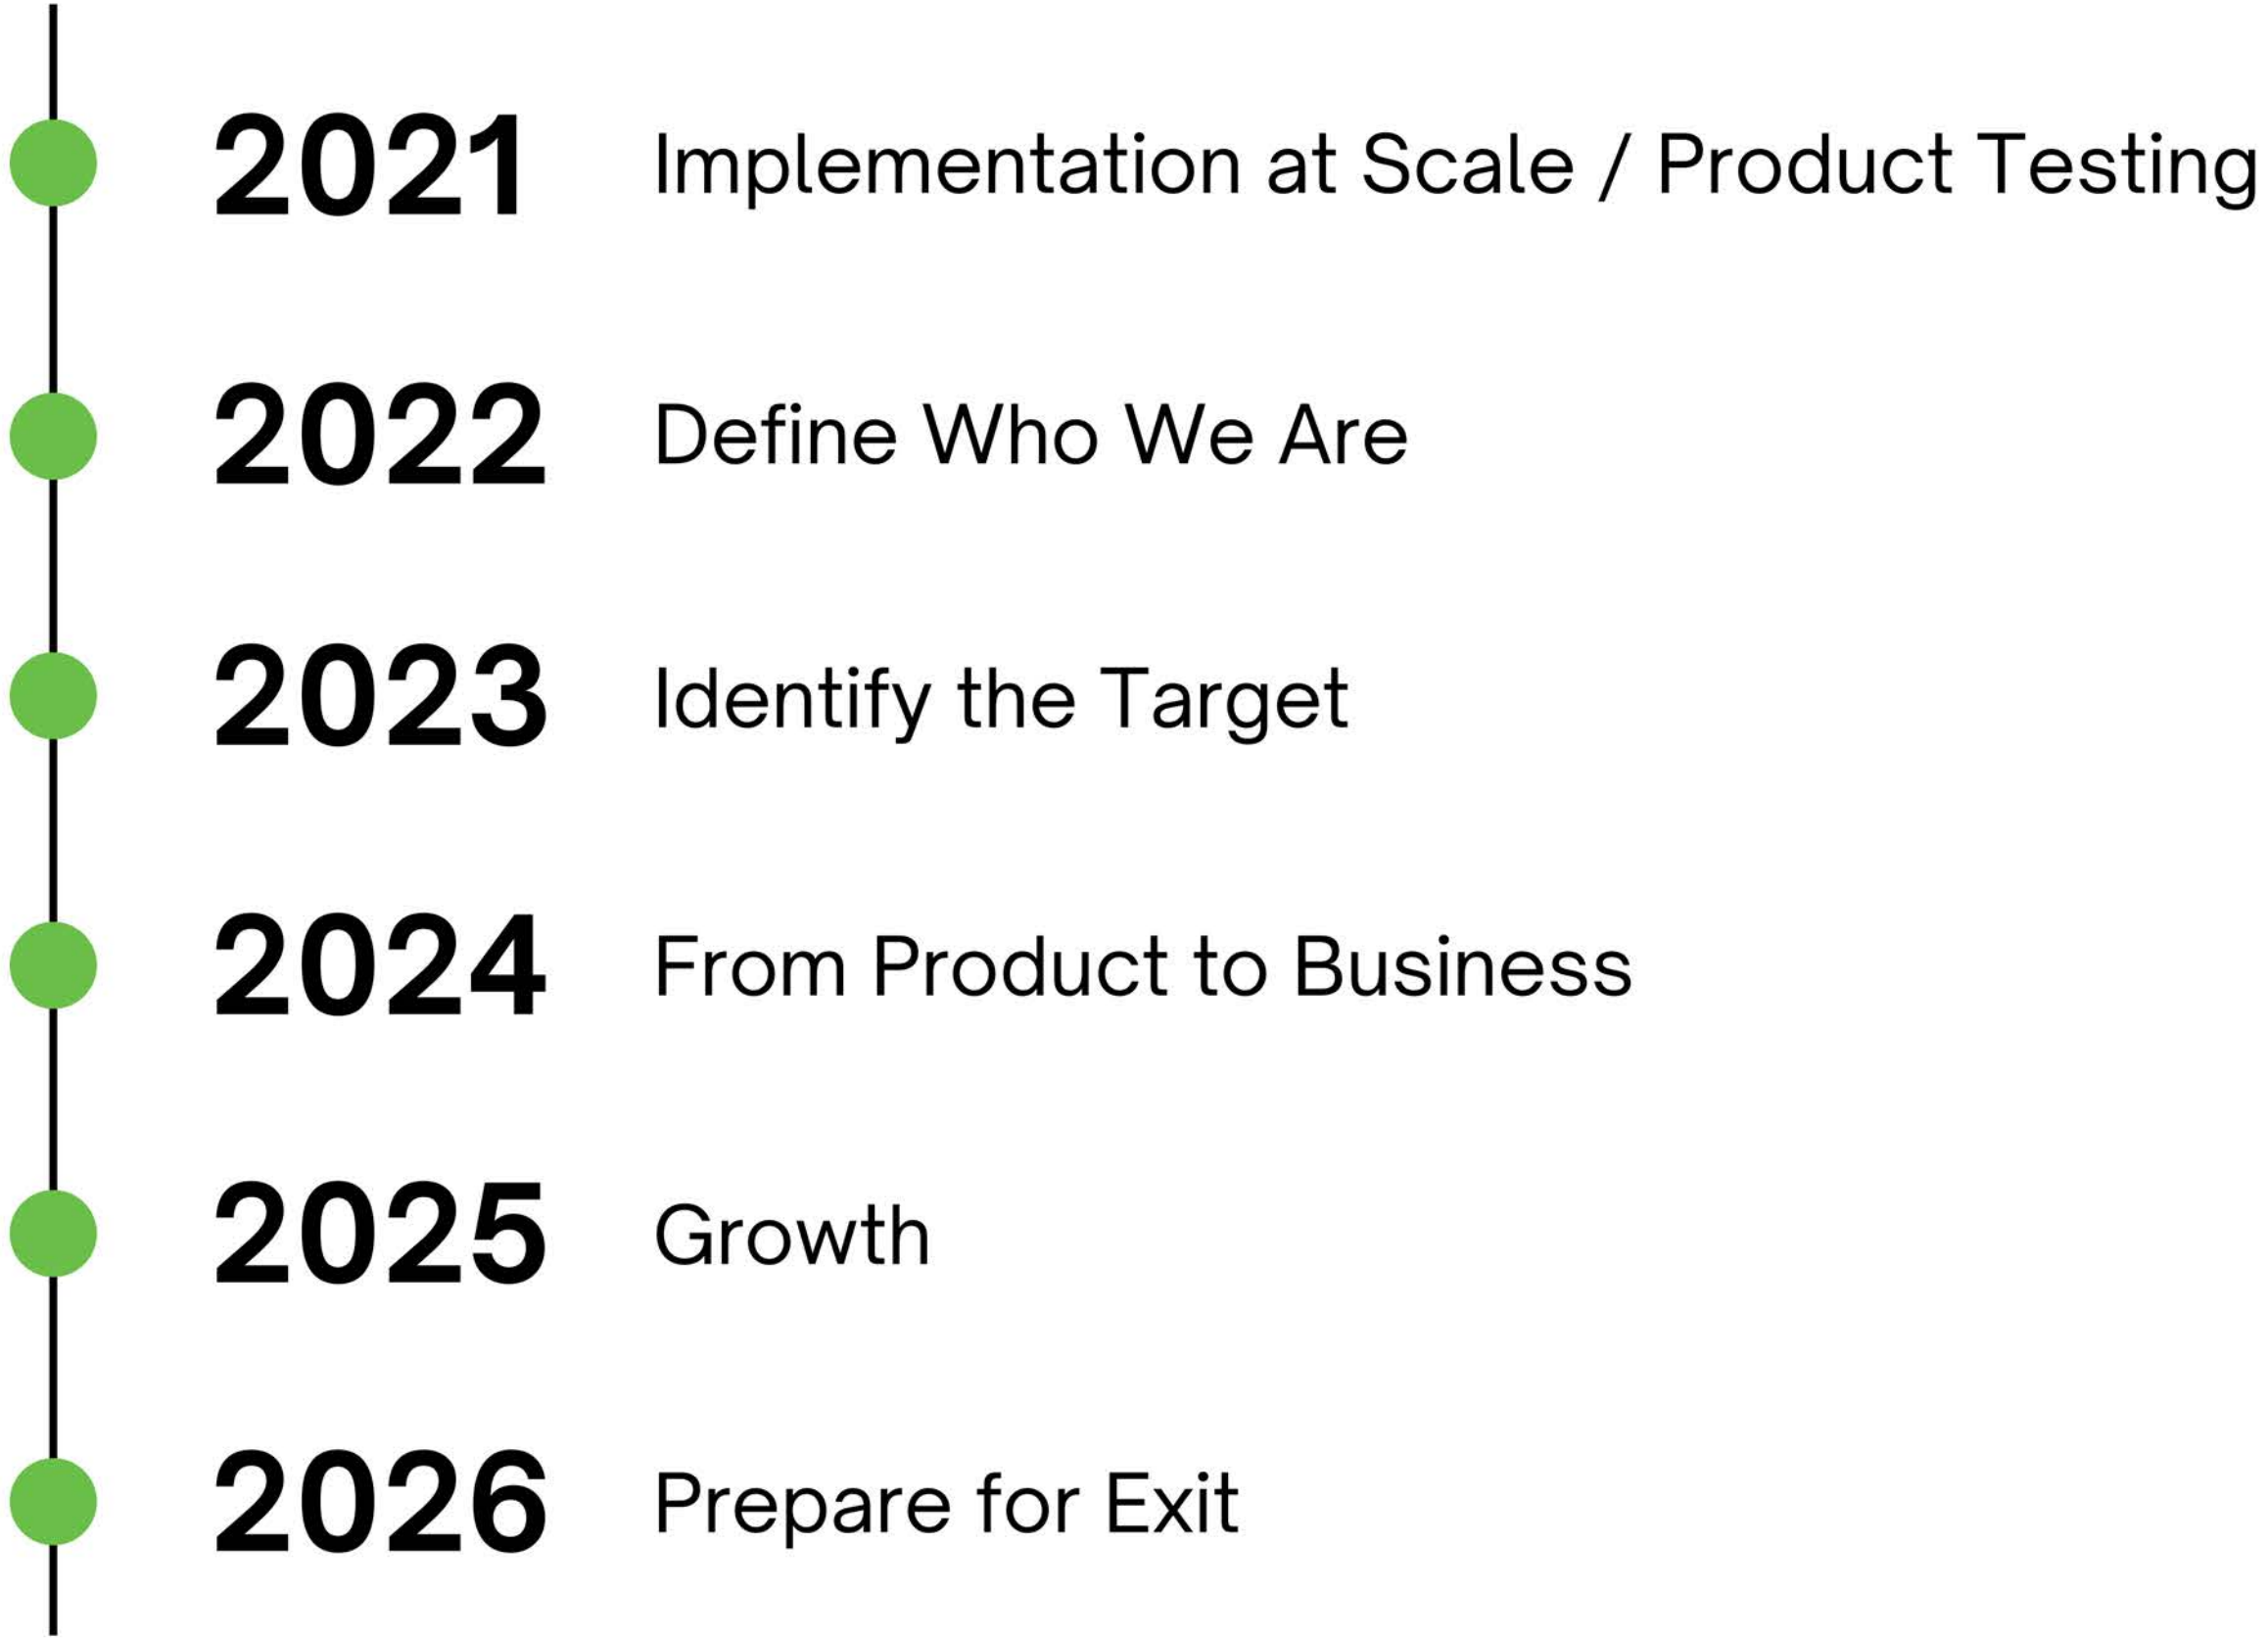 2021 Implementation at Scale / Product Testing
2022 Define Who We Are
2023 Identify the Target
2024 From Product to Business
2025 Growth
2026 Prepare for Exit